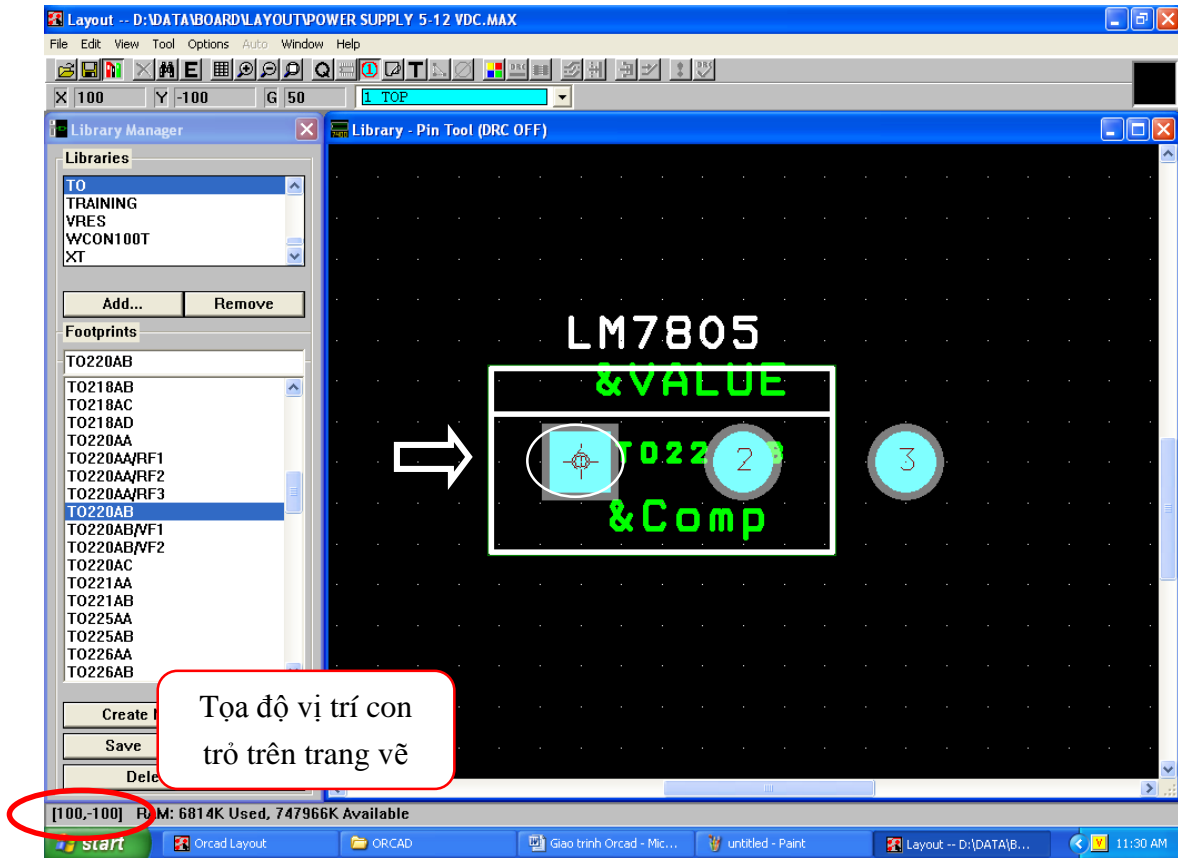 Layout -- D:\DATA\BOARD\LAYOUT\POWER SUPPLY 5-12 VDC.MAX
File Edit View Tool Options Auto Window Help
X 100 Y -100 G 50 1 TOP
Library Manager
Libraries
TO
TRAINING
VRES
WCON100T
XT
Add... Remove
Footprints
TO220AB
TO218AB
TO218AC
TO218AD
TO220AA
TO220AA/RF1
TO220AA/RF2
TO220AA/RF3
TO220AB
TO220AB/VF1
TO220AB/VF2
TO220AC
TO221AA
TO221AB
TO225AA
TO225AB
TO226AA
TO226AB
Save
Library - Pin Tool (DRC OFF)
LM7805
&VALUE
2 3
&Comp
Tọa độ vị trí con
trỏ trên trang vẽ
[100,-100] RAM: 6814K Used, 747966K Available
start Orcad Layout ORCAD Giao trinh Orcad - Mic... untitled - Paint Layout -- D:\DATA\B... V 11:30 AM